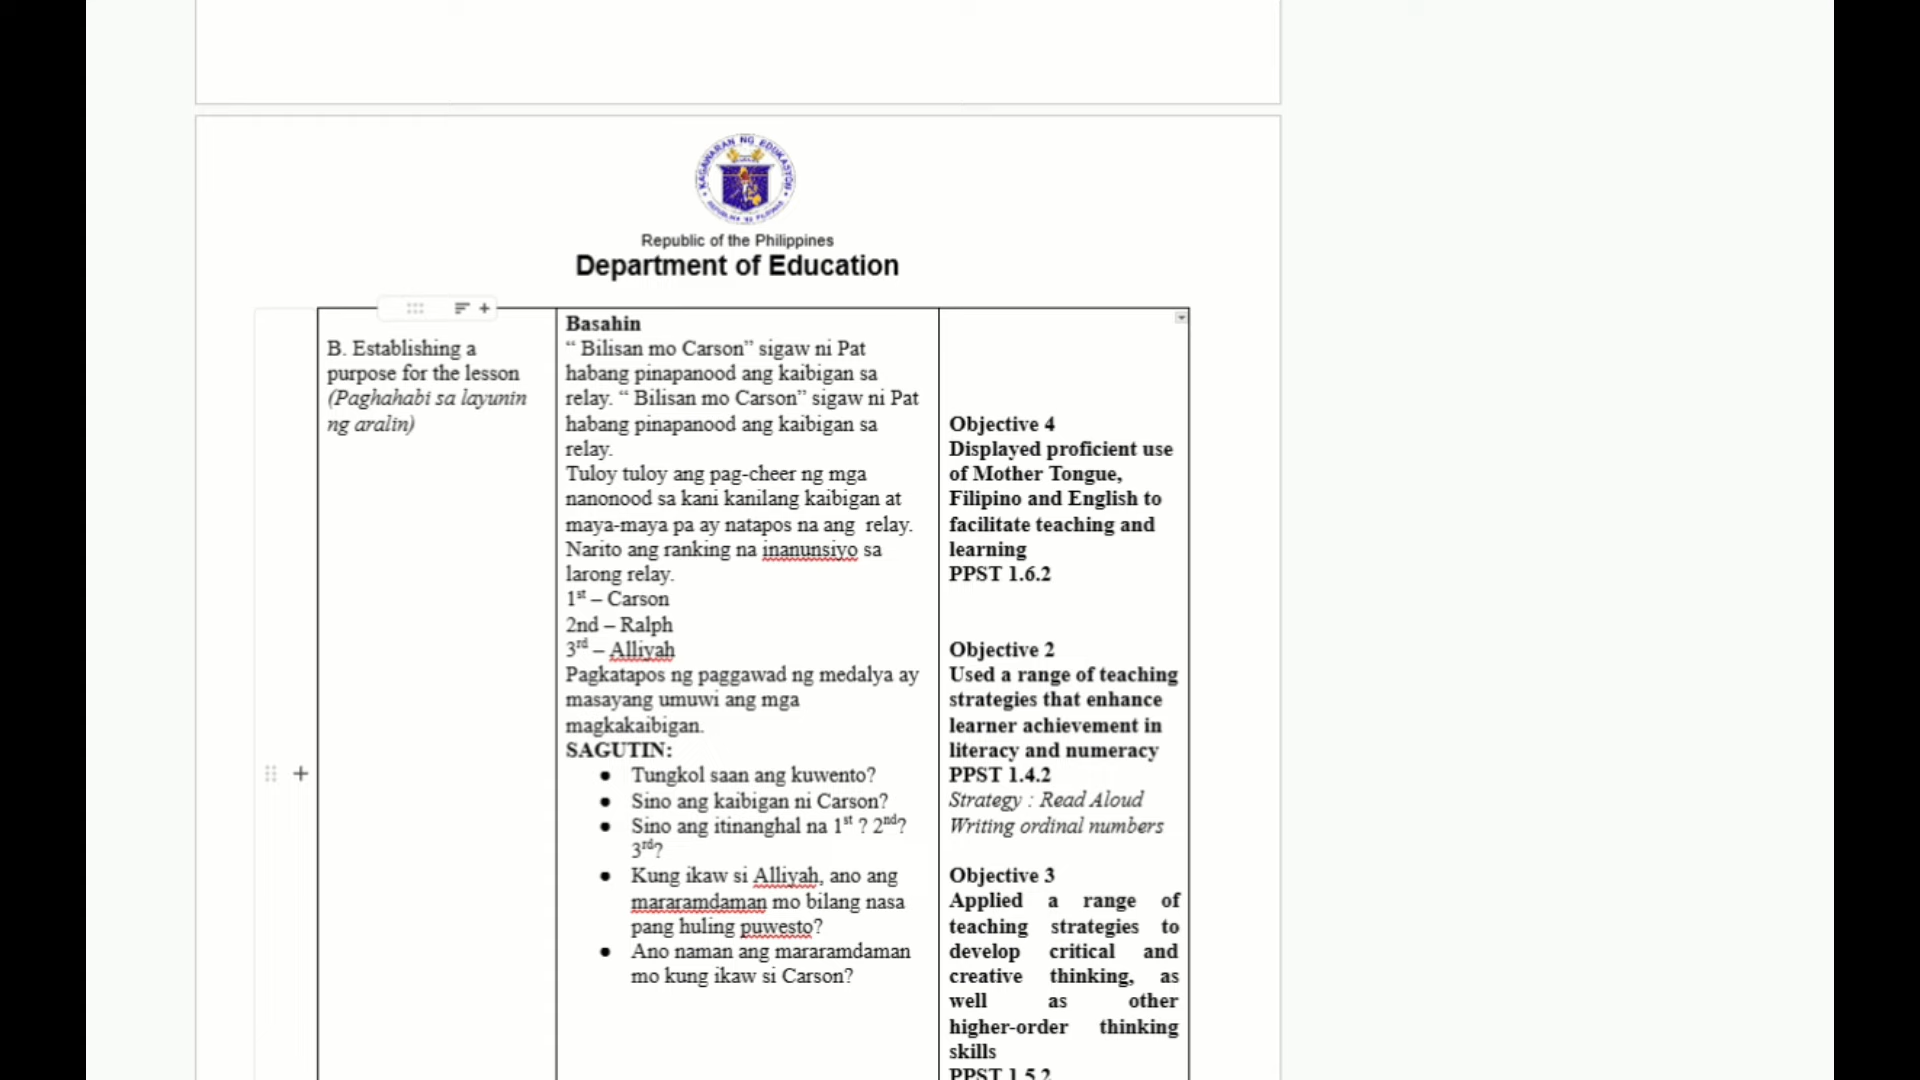 KAGAWARAN NG EDUKASYON
REPUBLIKA NG PILIPINAS
Republic of the Philippines
Department of Education
B. Establishing a
purpose for the lesson
(Paghahabi sa layunin
ng aralin)
Basahin
“ Bilisan mo Carson” sigaw ni Pat
habang pinapanood ang kaibigan sa
relay. “ Bilisan mo Carson” sigaw ni Pat
habang pinapanood ang kaibigan sa
relay.
Tuloy tuloy ang pag-cheer ng mga
nanonood sa kani kanilang kaibigan at
maya-maya pa ay natapos na ang  relay.
Narito ang ranking na inanunsiyo sa
larong relay.
1st – Carson
2nd – Ralph
3rd – Alliyah
Pagkatapos ng paggawad ng medalya ay
masayang umuwi ang mga
magkakaibigan.
SAGUTIN:
● Tungkol saan ang kuwento?
● Sino ang kaibigan ni Carson?
● Sino ang itinanghal na 1st ? 2nd?
3rd?
● Kung ikaw si Alliyah, ano ang
mararamdaman mo bilang nasa
pang huling puwesto?
● Ano naman ang mararamdaman
mo kung ikaw si Carson?
Objective 4
Displayed proficient use
of Mother Tongue,
Filipino and English to
facilitate teaching and
learning
PPST 1.6.2
Objective 2
Used a range of teaching
strategies that enhance
learner achievement in
literacy and numeracy
PPST 1.4.2
Strategy : Read Aloud
Writing ordinal numbers
Objective 3
Applied a range of
teaching strategies to
develop critical and
creative thinking, as
well as other
higher-order thinking
skills
PPST 1.5.2